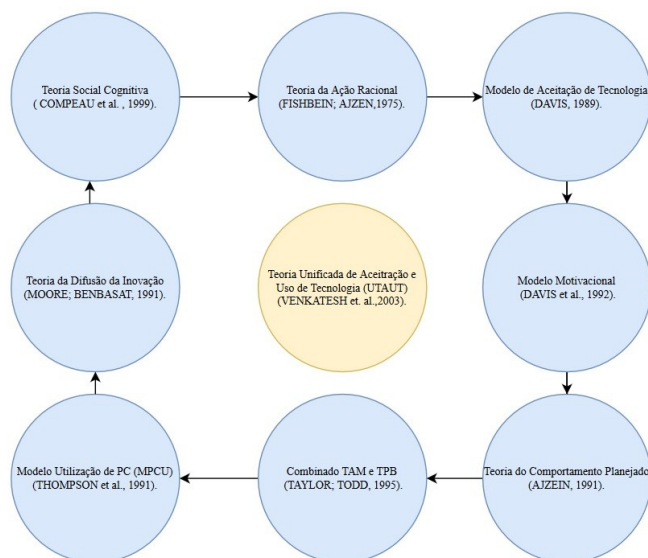 Teoria Social Cognitiva
( COMPEAU et al. , 1999).
Teoria da Ação Racional
(FISHBEIN; AJZEN,1975)
Modelo de Aceitação de Tecnologia
(DAVIS, 1989).
Teoria da Difusão da Inovação
(MOORE; BENBASAT, 1991).
Teoria Unificada de Aceitração e
Uso de Tecnologia (UTAUT)
(VENKATESH et. al.,2003).
Modelo Motivacional
(DAVIS et al., 1992).
Modelo Utilização de PC (MPCU)
(THOMPSON et al., 1991).
Combinado TAM e TPB
(TAYLOR; TODD, 1995).
Teoria do Comportamento Planejado
(AJZEIN, 1991).